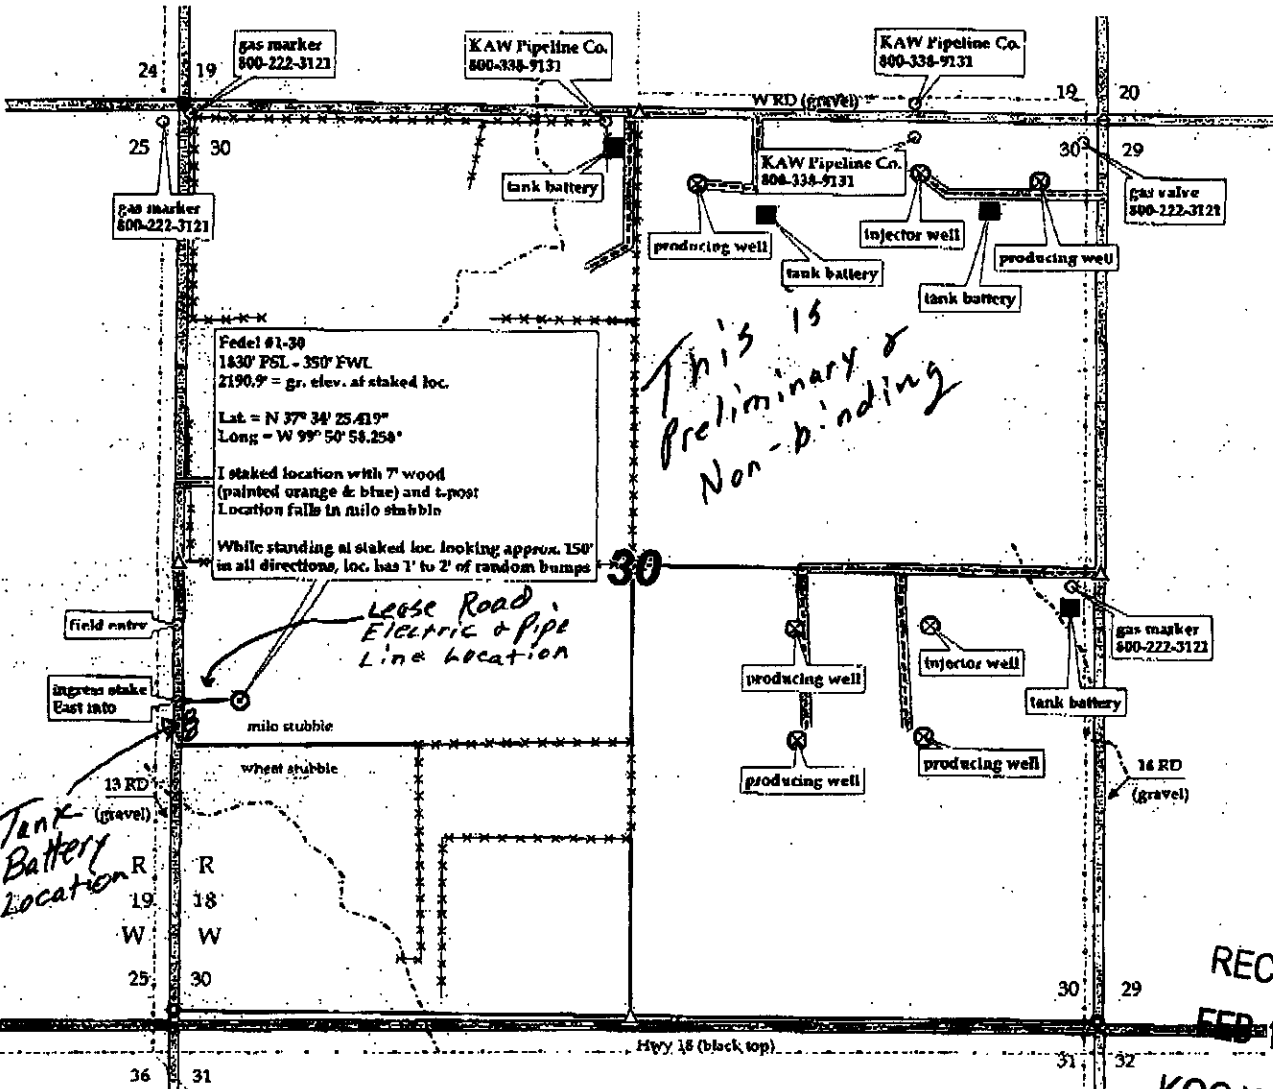 gas marker
800-222-3121
KAW Pipeline Co.
800-338-9131
KAW Pipeline Co.
800-338-9131
24
19
W RD (gravel)
19
20
25
30
30
29
KAW Pipeline Co.
800-338-9131
tank battery
gas marker
800-222-3121
gas valve
800-222-3121
producing well
injector well
producing well
tank battery
tank battery
This is
Preliminary &
Non-binding
Fedel #1-30
1830' FSL - 350' FWL
2190.9' = gr. elev. at staked loc.
Lat. = N 37° 34' 25.419"
Long = W 99° 50' 58.258"
I staked location with 7' wood
(painted orange & blue) and t-post
Location falls in milo stubble
While standing at staked loc. looking approx. 150'
in all directions, loc. has 1' to 2' of random bumps
30
Lease Road
Electric & Pipe
Line Location
field entry
gas marker
800-222-3121
injector well
producing well
ingress stake
East into
tank battery
milo stubble
wheat stubble
producing well
producing well
13 RD
(gravel)
14 RD
(gravel)
Tank
Battery
Location
R
R
19
18
W
W
25
30
30
29
REC
FEB
Hwy 18 (black top)
36
31
31
32